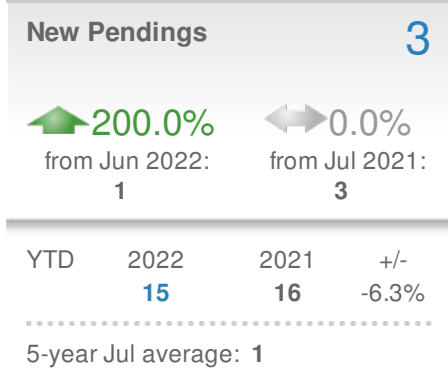 New Pendings 3
200.0% 0.0%
from Jun 2022: from Jul 2021:
1 3
YTD 2022 2021 +/-
15 16 -6.3%
5-year Jul average: 1